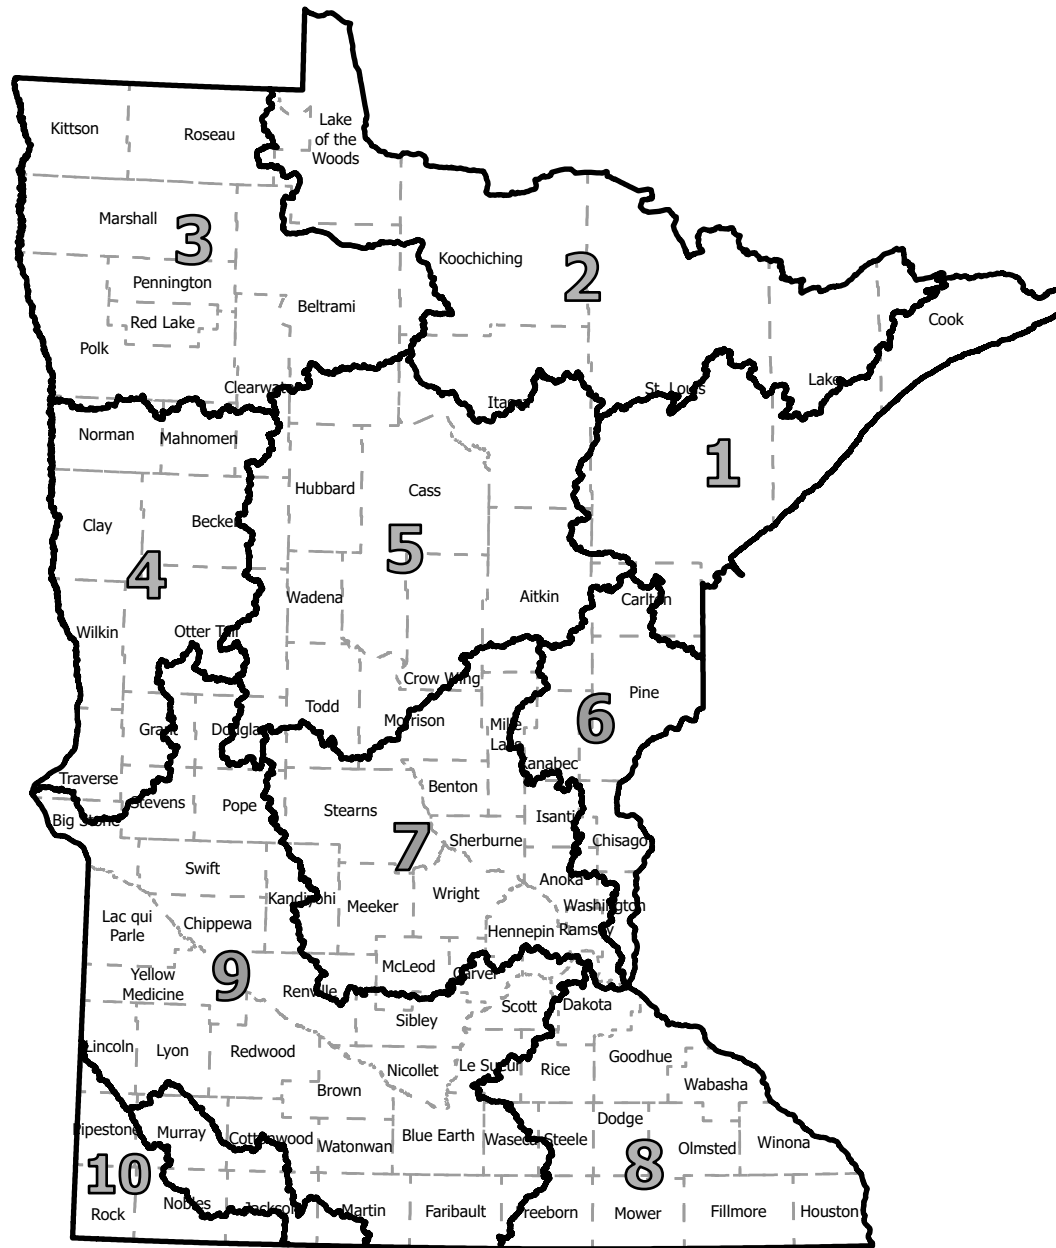 Lake
of the
Woods
Kittson
Roseau
Marshall
3
Koochiching
2
Pennington
Beltrami
Red Lake
Cook
Polk
Clearwater
Lake
St. Louis
Itasca
Norman
Mahnomen
1
Hubbard
Cass
Clay
Becker
5
4
Wadena
Aitkin
Carlton
Wilkin
Otter Tail
Crow Wing
Pine
Todd
Morrison
6
Grant
Douglas
Mille
Lacs
Kanabec
Traverse
Benton
Stevens
Pope
Stearns
Big Stone
Isanti
7
Sherburne
Chisago
Swift
Anoka
Kandiyohi
Meeker
Wright
Washington
Lac qui
Parle
Chippewa
Hennepin
Ramsey
McLeod
Carver
9
Yellow
Medicine
Renville
Scott
Dakota
Sibley
Lincoln
Lyon
Redwood
Goodhue
Nicollet
Le Sueur
Rice
Wabasha
Brown
Dodge
Pipestone
Murray
Cottonwood
Watonwan
Blue Earth
Waseca
Steele
Olmsted
Winona
10
8
Rock
Nobles
Jackson
Martin
Faribault
Freeborn
Mower
Fillmore
Houston